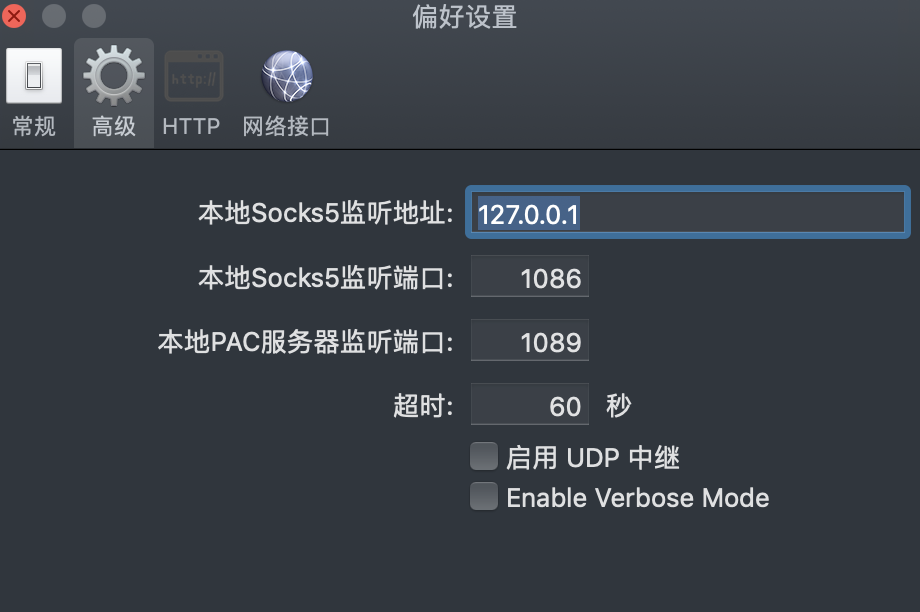 偏好设置
http://
常规 高级 HTTP 网络接口
本地Socks5监听地址: 127.0.0.1
本地Socks5监听端口: 1086
本地PAC服务器监听端口: 1089
超时: 60 秒
启用 UDP 中继
Enable Verbose Mode